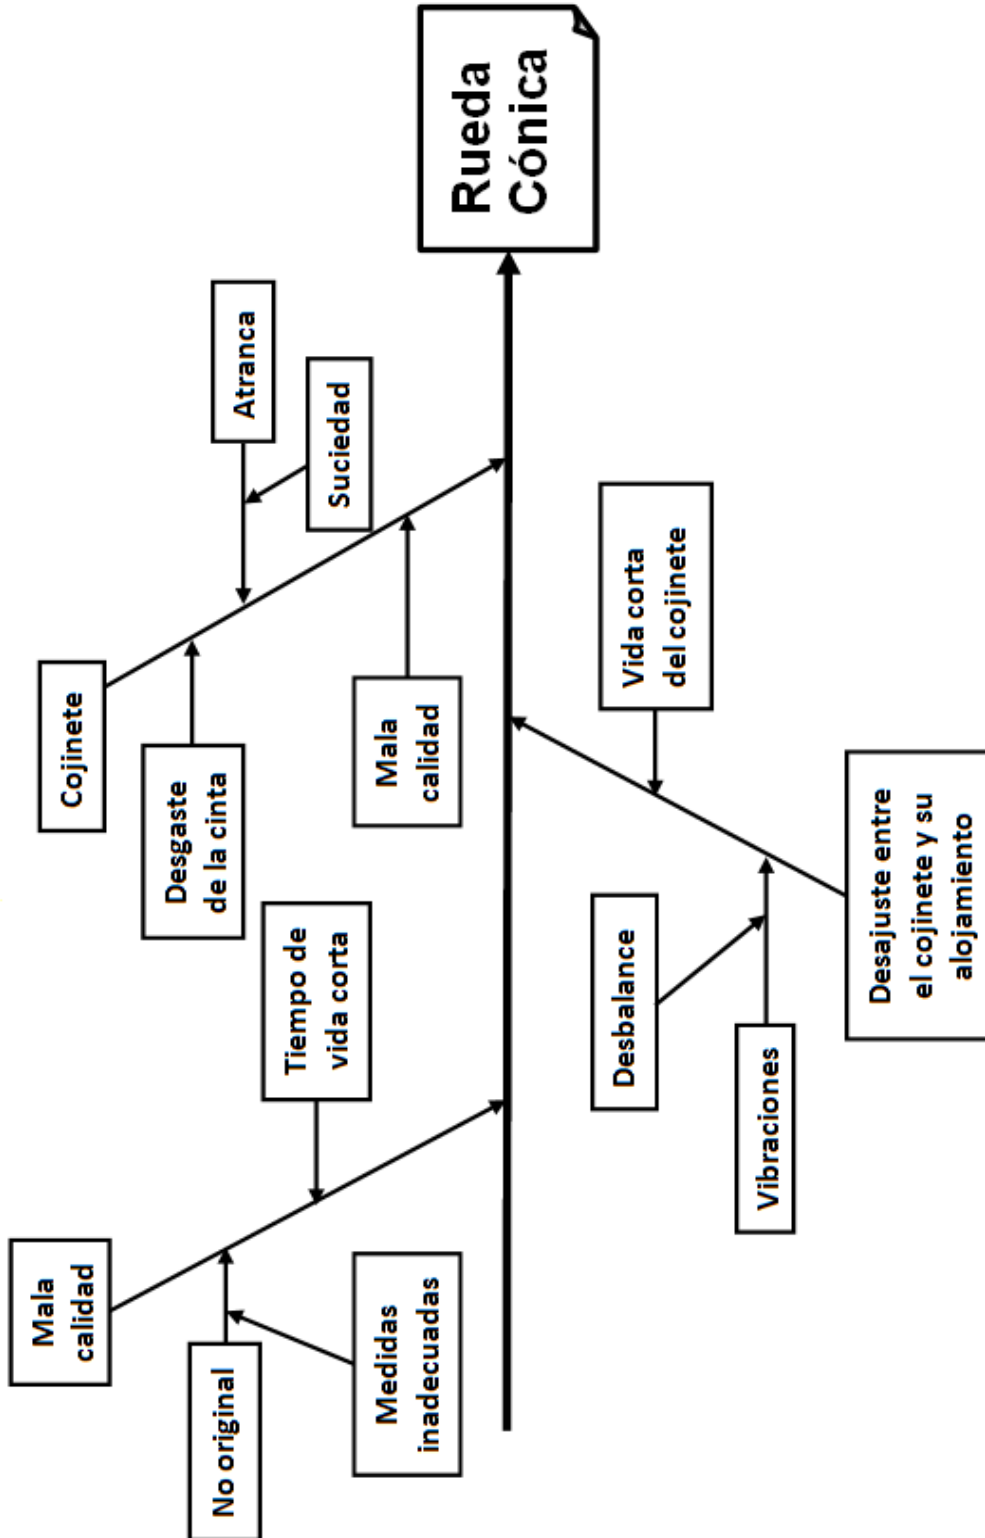 Mala
calidad
No original
Medidas
inadecuadas
Tiempo de
vida corta
Cojinete
Desgaste
de la cinta
Atranca
Suciedad
Mala
calidad
Desbalance
Vibraciones
Vida corta
del cojinete
Desajuste entre
el cojinete y su
alojamiento
Rueda
Cónica